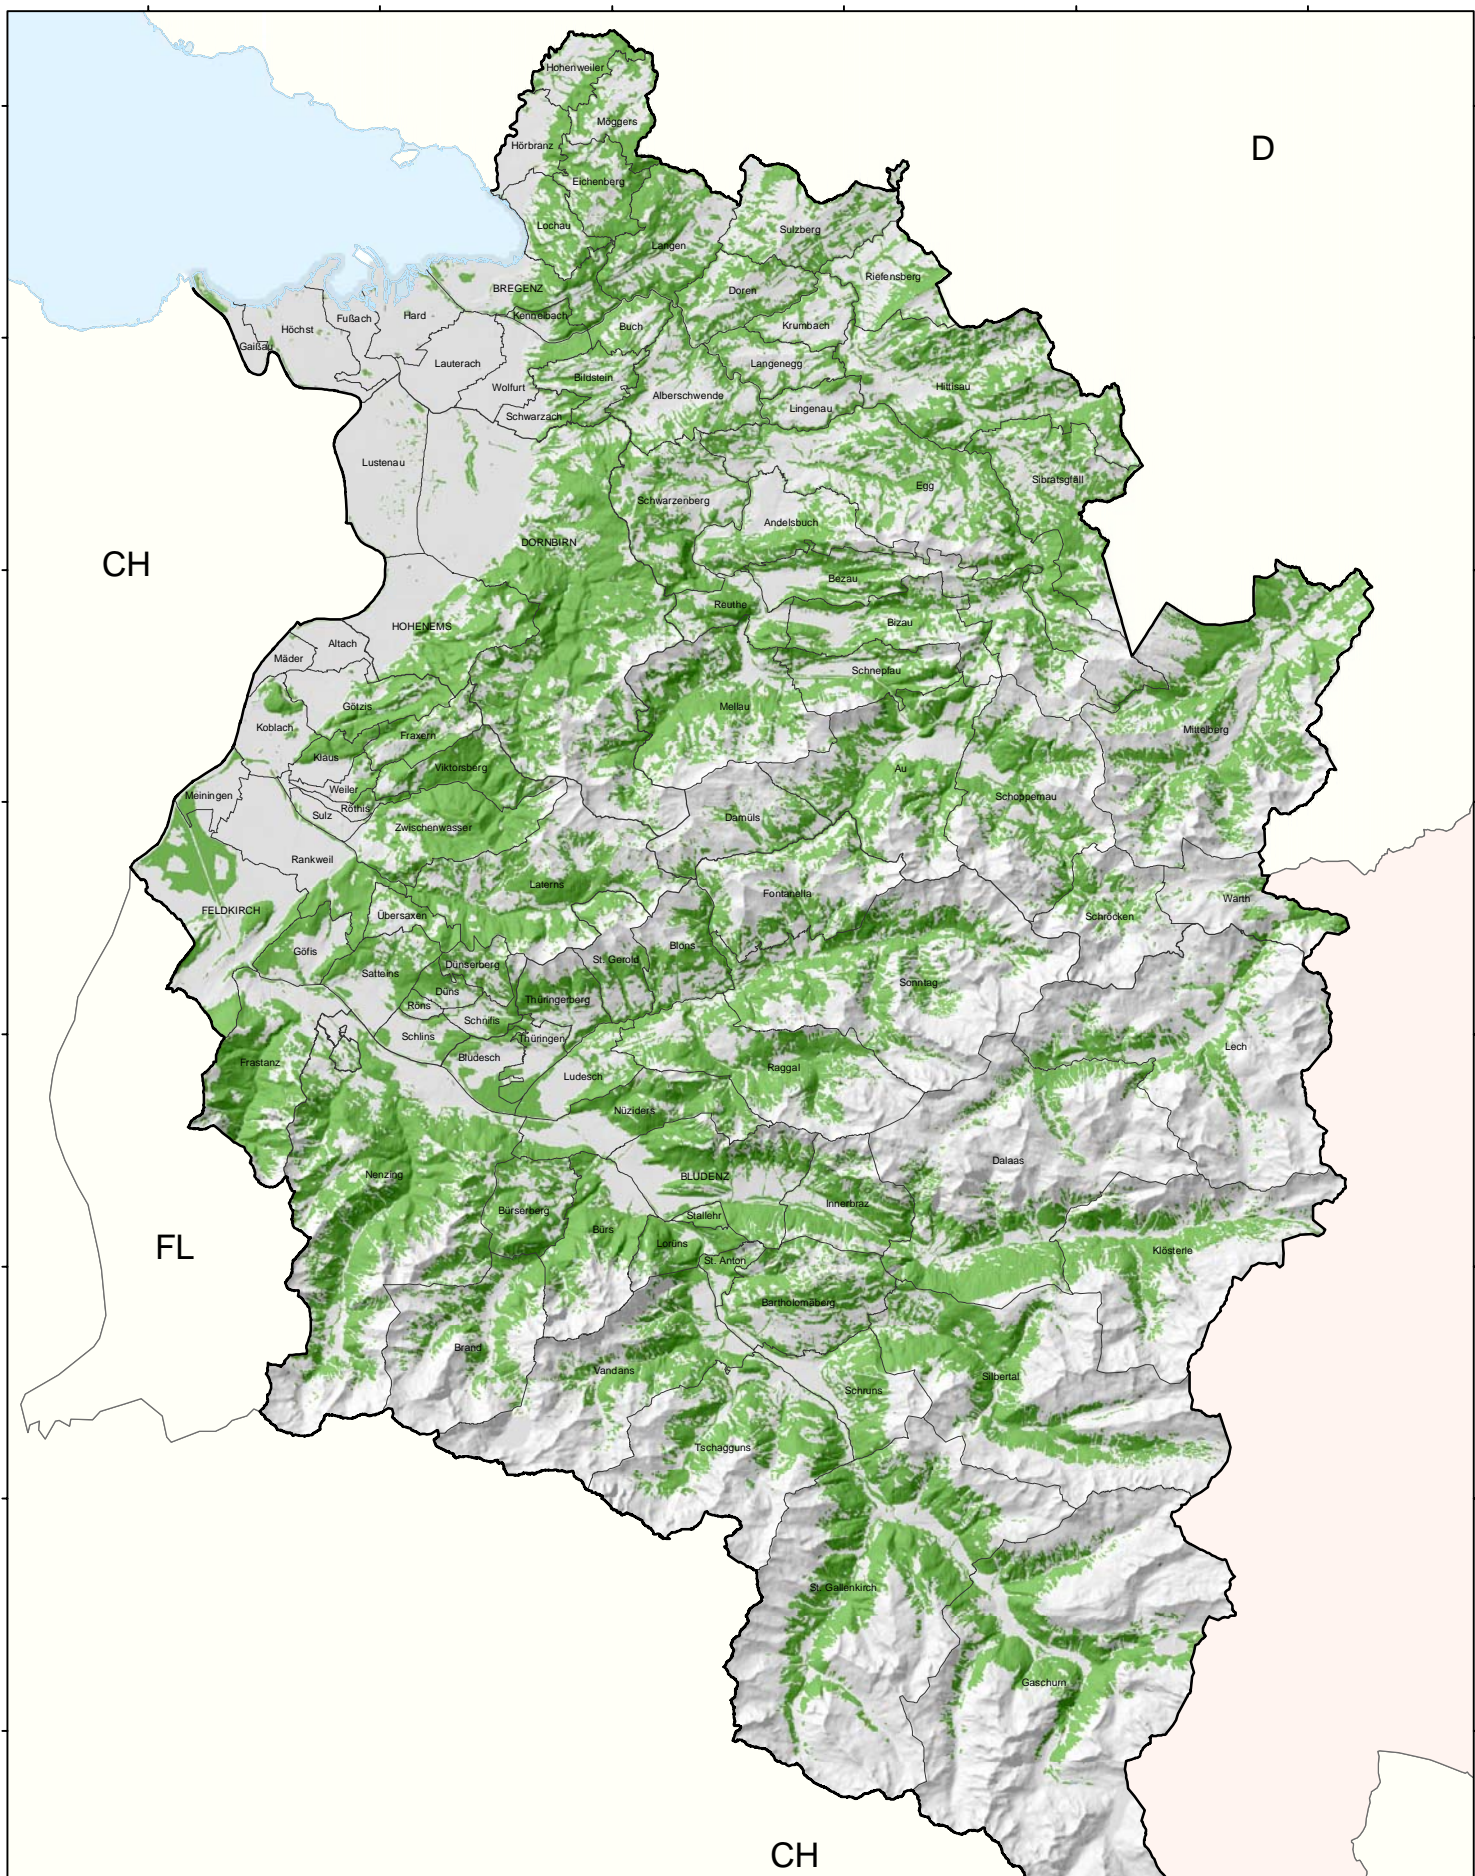 Hohenweiler
Möggers
D
Hörbranz
Eichenberg
Lochau
Sulzberg
Langen
Riefensberg
BREGENZ
Doren
Kennelbach
Hard
Fußach
Höchst
Buch
Krumbach
Gaißau
Lauterach
Langenegg
Bildstein
Wolfurt
Hittisau
Alberschwende
Lingenau
Schwarzach
Lustenau
Sibratsgfäll
Egg
Schwarzenberg
Andelsbuch
DORNBIRN
CH
Bezau
Reuthe
Bizau
HOHENEMS
Altach
Mäder
Schnepfau
Götzis
Mellau
Koblach
Mittelberg
Fraxern
Klaus
Viktorsberg
Au
Weiler
Meiningen
Schoppernau
Röthis
Sulz
Damüls
Zwischenwasser
Rankweil
Laterns
Fontanella
Warth
FELDKIRCH
Übersaxen
Schröcken
Blons
Göfis
St. Gerold
Dünserberg
Satteins
Sonntag
Düns
Thüringerberg
Röns
Schnifis
Schlins
Thüringen
Lech
Bludesch
Frastanz
Raggal
Ludesch
Nüziders
Dalaas
Nenzing
BLUDENZ
Innerbraz
Bürserberg
Stallehr
Bürs
Lorüns
FL
Klösterle
St. Anton
Bartholomäberg
Brand
Vandans
Silbertal
Schruns
Tschagguns
St. Gallenkirch
Gaschurn
CH